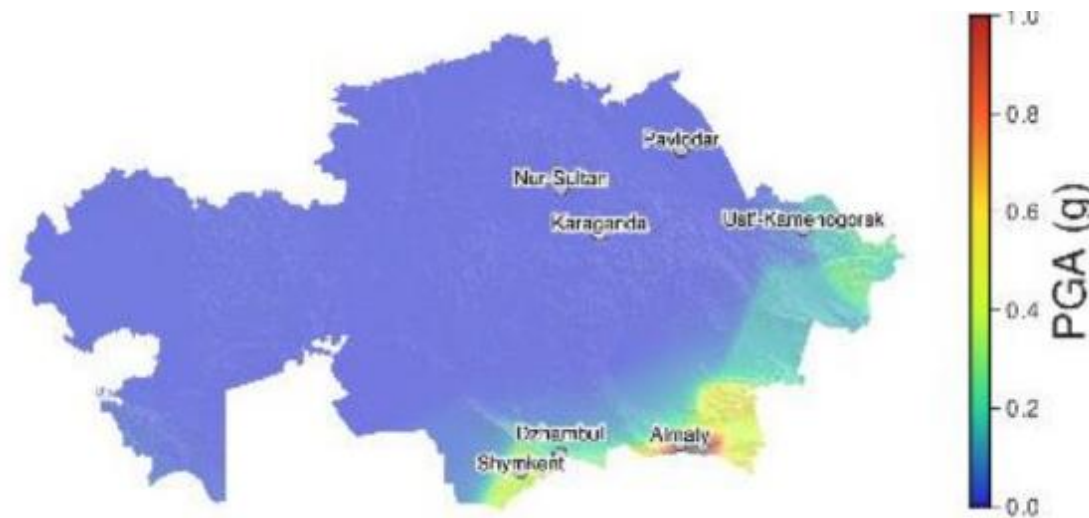 1.0
Pavlodar
0.8
Nur-Sultan
Karaganda
Ust-Kamenogorsk
0.6
PGA (g)
0.4
0.2
Dzhambul
Almaty
Shymkent
0.0